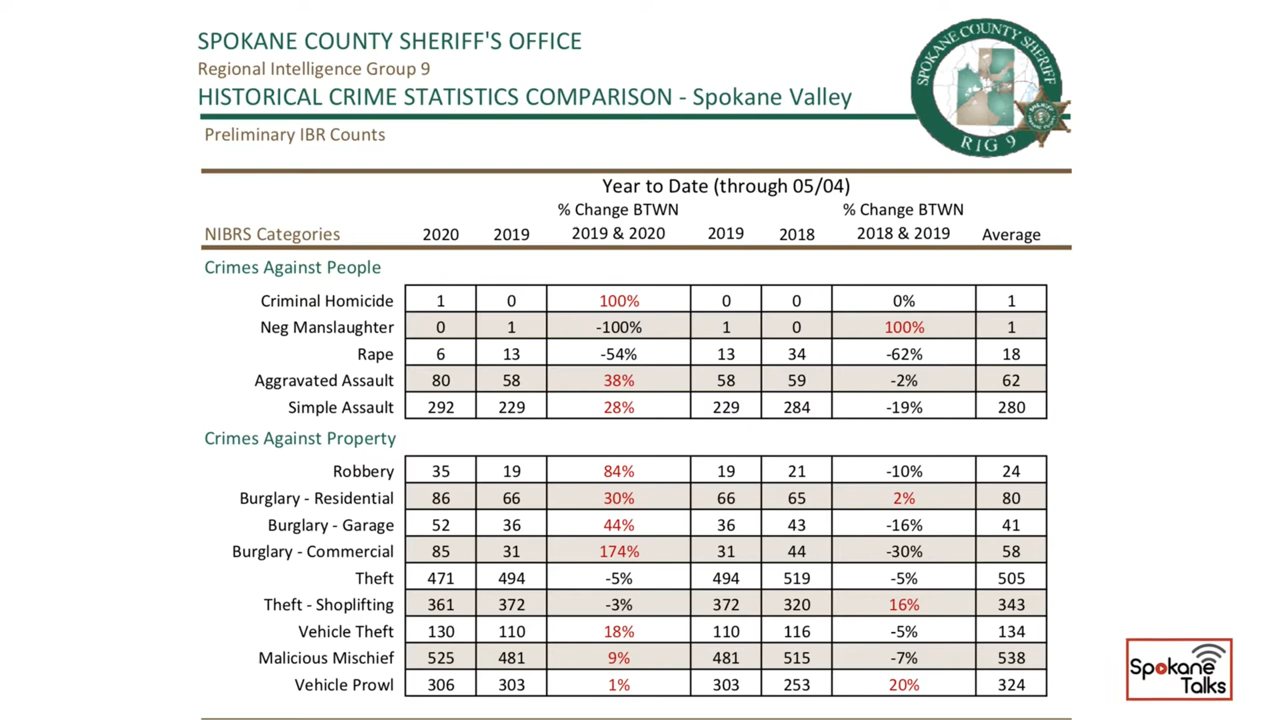 SPOKANE COUNTY SHERIFF'S OFFICE
Regional Intelligence Group 9
HISTORICAL CRIME STATISTICS COMPARISON - Spokane Valley
Preliminary IBR Counts
SPOKANE COUNTY SHERIFF
RIG 9
Year to Date (through 05/04)
% Change BTWN % Change BTWN
NIBRS Categories 2020 2019 2019 & 2020 2019 2018 2018 & 2019 Average
Crimes Against People
Criminal Homicide 1 0 100% 0 0 0% 1
Neg Manslaughter 0 1 -100% 1 0 100% 1
Rape 6 13 -54% 13 34 -62% 18
Aggravated Assault 80 58 38% 58 59 -2% 62
Simple Assault 292 229 28% 229 284 -19% 280
Crimes Against Property
Robbery 35 19 84% 19 21 -10% 24
Burglary - Residential 86 66 30% 66 65 2% 80
Burglary - Garage 52 36 44% 36 43 -16% 41
Burglary - Commercial 85 31 174% 31 44 -30% 58
Theft 471 494 -5% 494 519 -5% 505
Theft - Shoplifting 361 372 -3% 372 320 16% 343
Vehicle Theft 130 110 18% 110 116 -5% 134
Malicious Mischief 525 481 9% 481 515 -7% 538
Vehicle Prowl 306 303 1% 303 253 20% 324
Spokane
Talks